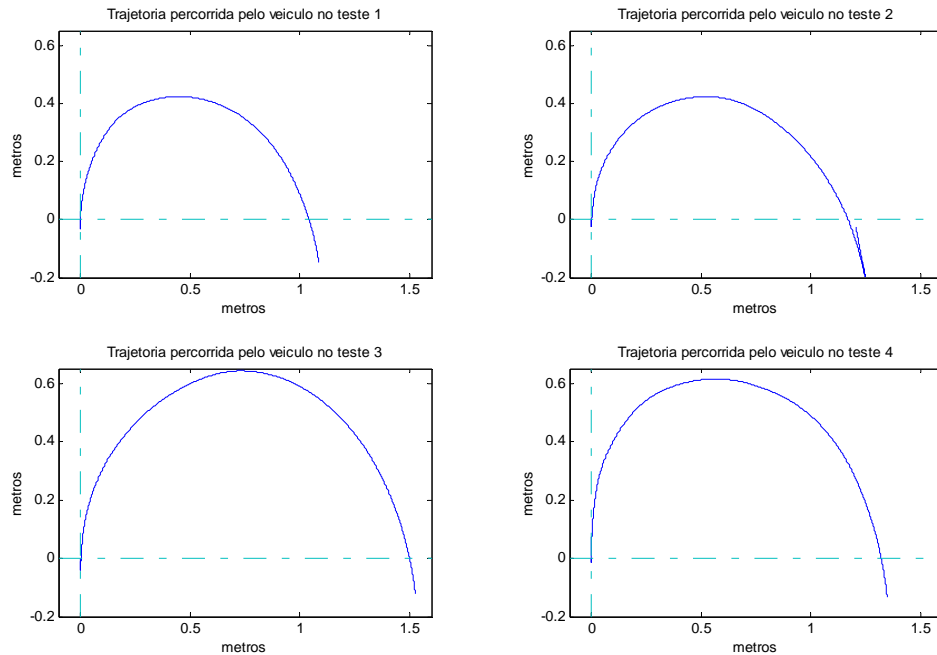 Trajetoria percorrida pelo veiculo no teste 1
0.6
0.4
0.2
0
-0.2
metros
0 0.5 1 1.5
metros
Trajetoria percorrida pelo veiculo no teste 2
0.6
0.4
0.2
0
-0.2
metros
0 0.5 1 1.5
metros
Trajetoria percorrida pelo veiculo no teste 3
0.6
0.4
0.2
0
-0.2
metros
0 0.5 1 1.5
metros
Trajetoria percorrida pelo veiculo no teste 4
0.6
0.4
0.2
0
-0.2
metros
0 0.5 1 1.5
metros